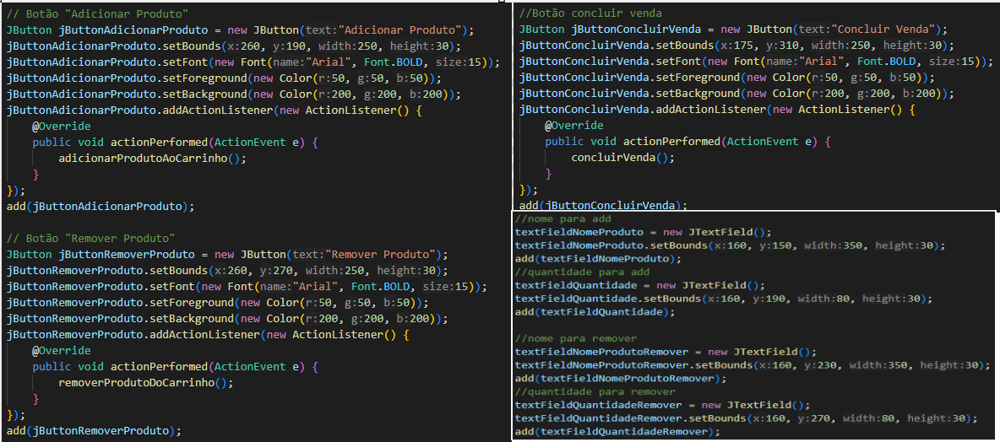 // Botão "Adicionar Produto"
JButton jButtonAdicionarProduto = new JButton(text:"Adicionar Produto");
jButtonAdicionarProduto.setBounds(x:260, y:190, width:250, height:30);
jButtonAdicionarProduto.setFont(new Font(name:"Arial", Font.BOLD, size:15));
jButtonAdicionarProduto.setForeground(new Color(r:50, g:50, b:50));
jButtonAdicionarProduto.setBackground(new Color(r:200, g:200, b:200));
jButtonAdicionarProduto.addActionListener(new ActionListener() {
    @Override
    public void actionPerformed(ActionEvent e) {
        adicionarProdutoAoCarrinho();
    }
});
add(jButtonAdicionarProduto);

// Botão "Remover Produto"
JButton jButtonRemoverProduto = new JButton(text:"Remover Produto");
jButtonRemoverProduto.setBounds(x:260, y:270, width:250, height:30);
jButtonRemoverProduto.setFont(new Font(name:"Arial", Font.BOLD, size:15));
jButtonRemoverProduto.setForeground(new Color(r:50, g:50, b:50));
jButtonRemoverProduto.setBackground(new Color(r:200, g:200, b:200));
jButtonRemoverProduto.addActionListener(new ActionListener() {
    @Override
    public void actionPerformed(ActionEvent e) {
        removerProdutoDoCarrinho();
    }
});
add(jButtonRemoverProduto);

//Botão concluir venda
JButton jButtonConcluirVenda = new JButton(text:"Concluir Venda");
jButtonConcluirVenda.setBounds(x:175, y:310, width:250, height:30);
jButtonConcluirVenda.setFont(new Font(name:"Arial", Font.BOLD, size:15));
jButtonConcluirVenda.setForeground(new Color(r:50, g:50, b:50));
jButtonConcluirVenda.setBackground(new Color(r:200, g:200, b:200));
jButtonConcluirVenda.addActionListener(new ActionListener() {
    @Override
    public void actionPerformed(ActionEvent e) {
        concluirVenda();
    }
});
add(jButtonConcluirVenda);
//nome para add
textFieldNomeProduto = new JTextField();
textFieldNomeProduto.setBounds(x:160, y:150, width:350, height:30);
add(textFieldNomeProduto);
//quantidade para add
textFieldQuantidade = new JTextField();
textFieldQuantidade.setBounds(x:160, y:190, width:80, height:30);
add(textFieldQuantidade);

//nome para remover
textFieldNomeProdutoRemover = new JTextField();
textFieldNomeProdutoRemover.setBounds(x:160, y:230, width:350, height:30);
add(textFieldNomeProdutoRemover);
//quantidade para remover
textFieldQuantidadeRemover = new JTextField();
textFieldQuantidadeRemover.setBounds(x:160, y:270, width:80, height:30);
add(textFieldQuantidadeRemover);